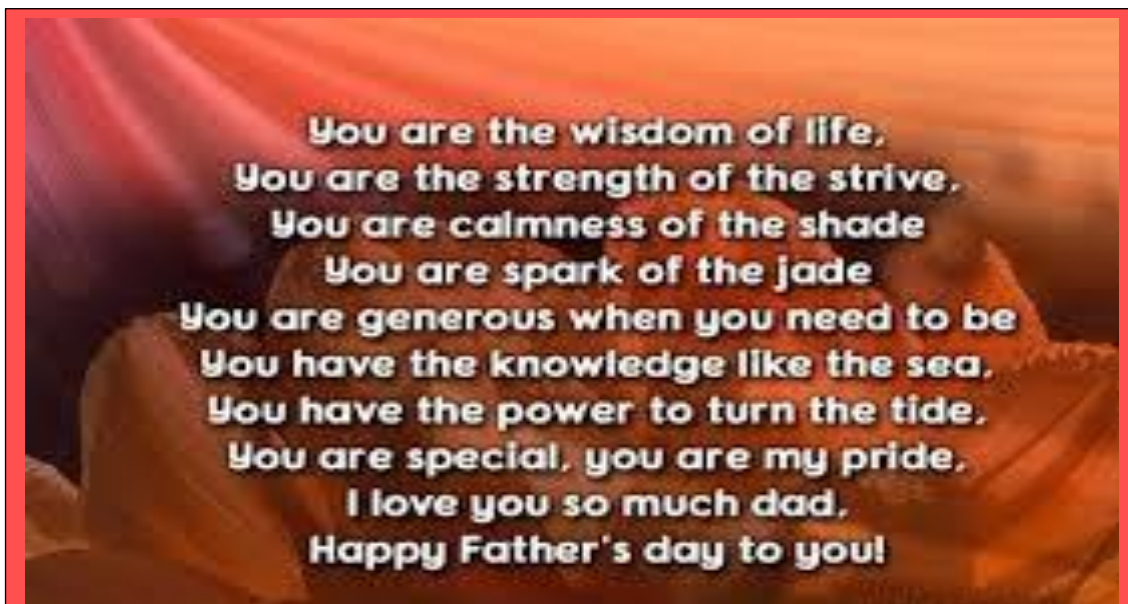 You are the wisdom of life,
You are the strength of the strive,
You are calmness of the shade
You are spark of the jade
You are generous when you need to be
You have the knowledge like the sea,
You have the power to turn the tide,
You are special, you are my pride,
I love you so much dad,
Happy Father's day to you!